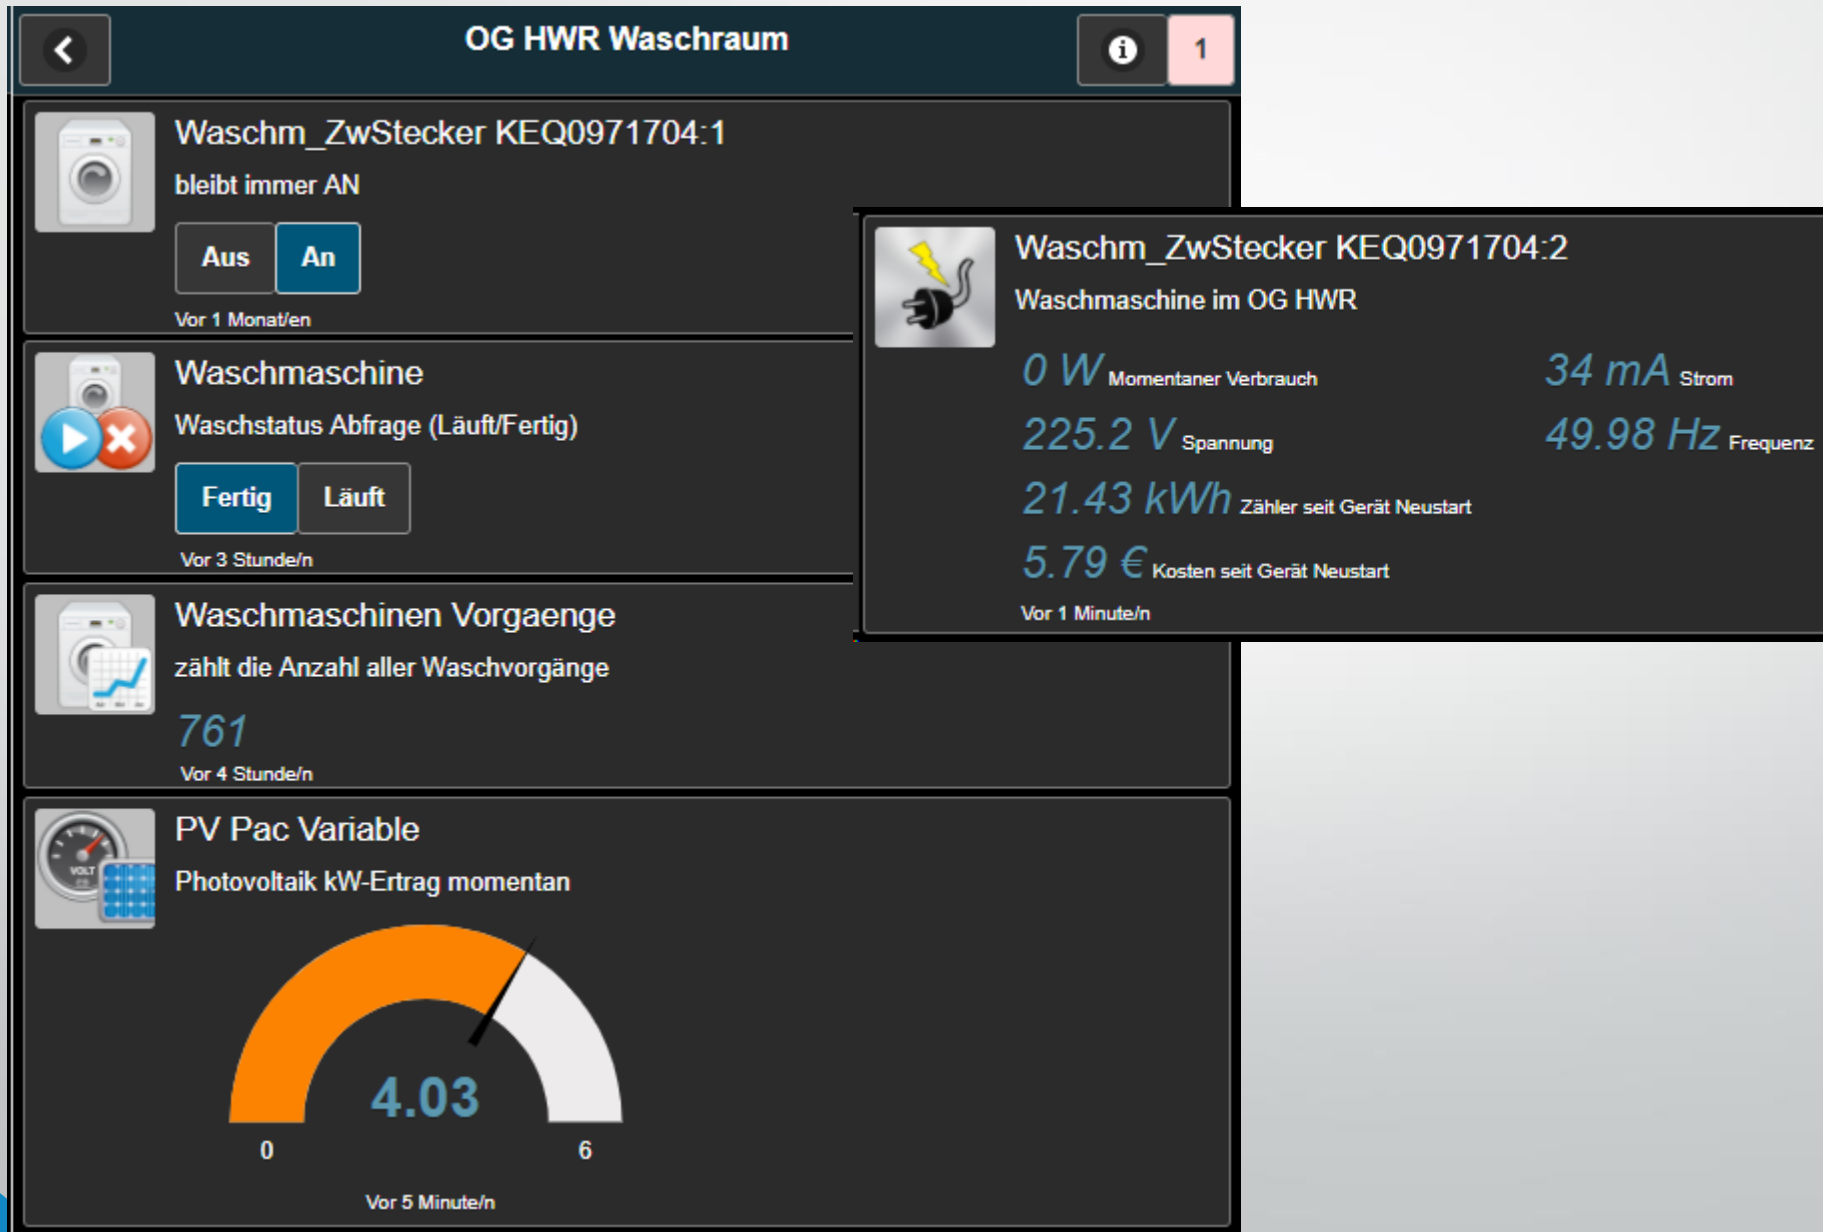 OG HWR Waschraum
1
Waschm_ZwStecker KEQ0971704:1
bleibt immer AN
Aus An
Vor 1 Monat/en
Waschmaschine
Waschstatus Abfrage (Läuft/Fertig)
Fertig Läuft
Vor 3 Stunde/n
Waschmaschinen Vorgaenge
zählt die Anzahl aller Waschvorgänge
761
Vor 4 Stunde/n
PV Pac Variable
Photovoltaik kW-Ertrag momentan
VOLT
4.03
0 6
Vor 5 Minute/n
Waschm_ZwStecker KEQ0971704:2
Waschmaschine im OG HWR
0 W Momentaner Verbrauch 34 mA Strom
225.2 V Spannung 49.98 Hz Frequenz
21.43 kWh Zähler seit Gerät Neustart
5.79 € Kosten seit Gerät Neustart
Vor 1 Minute/n